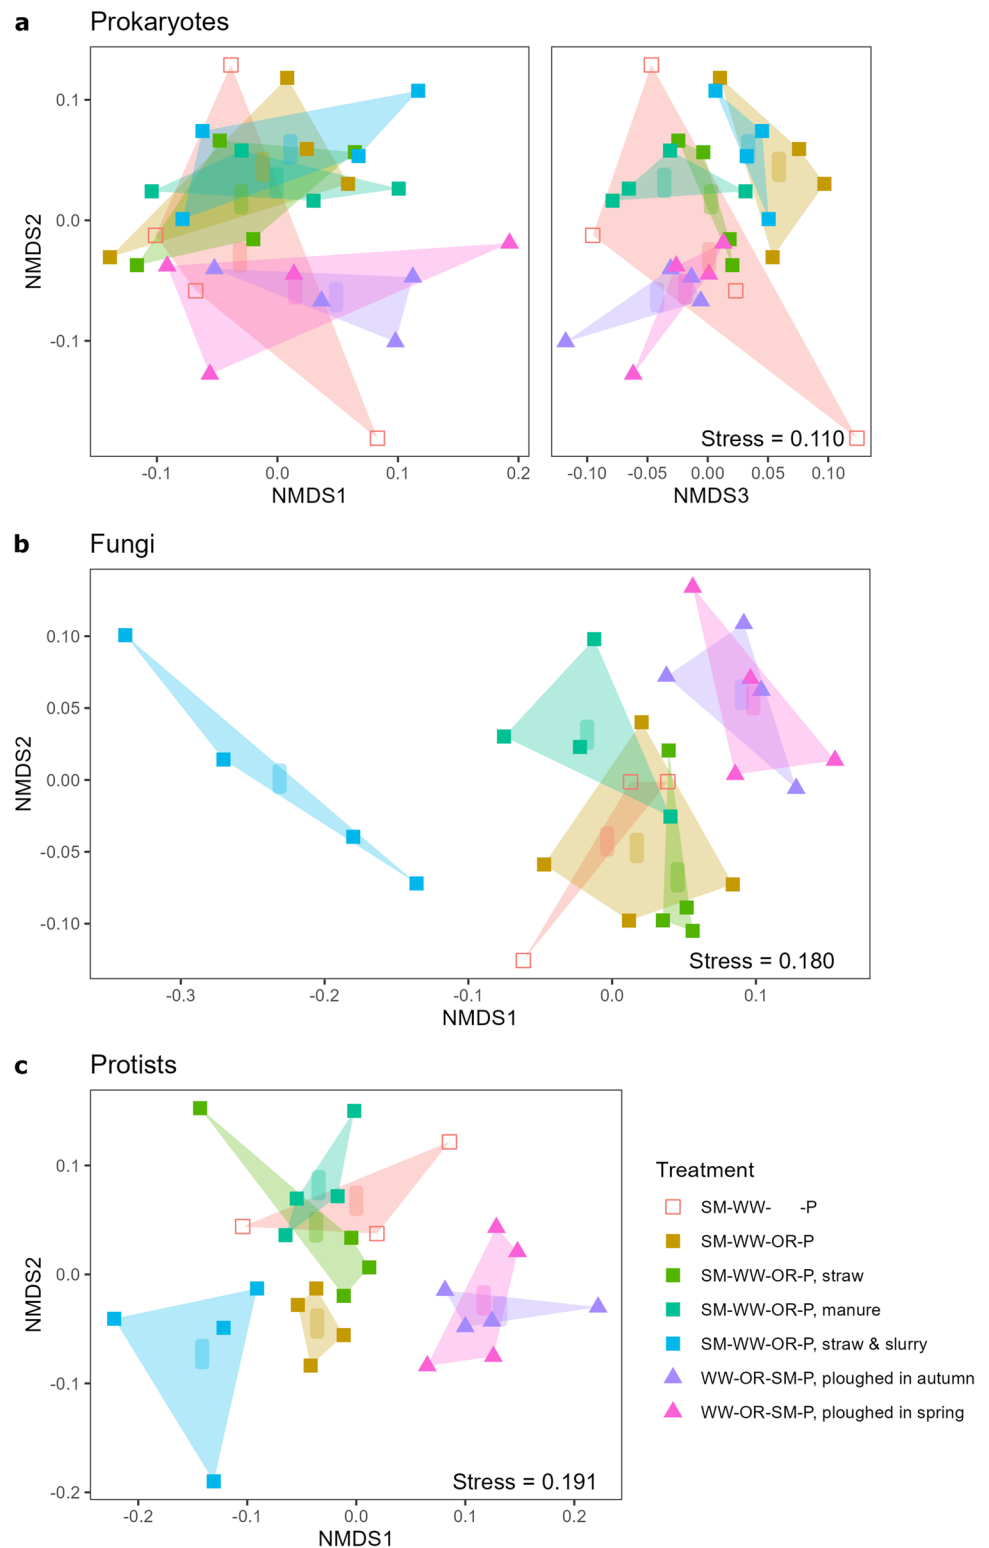 a Prokaryotes
0.1
0.0
-0.1
NMDS2
-0.1 0.0 0.1 0.2
NMDS1
Stress = 0.110
-0.10 -0.05 0.00 0.05 0.10
NMDS3
b Fungi
0.10
0.05
0.00
-0.05
-0.10
NMDS2
Stress = 0.180
-0.3 -0.2 -0.1 0.0 0.1
NMDS1
c Protists
0.1
0.0
-0.1
-0.2
NMDS2
Stress = 0.191
-0.2 -0.1 0.0 0.1 0.2
NMDS1
Treatment
SM-WW- -P
SM-WW-OR-P
SM-WW-OR-P, straw
SM-WW-OR-P, manure
SM-WW-OR-P, straw & slurry
WW-OR-SM-P, ploughed in autumn
WW-OR-SM-P, ploughed in spring